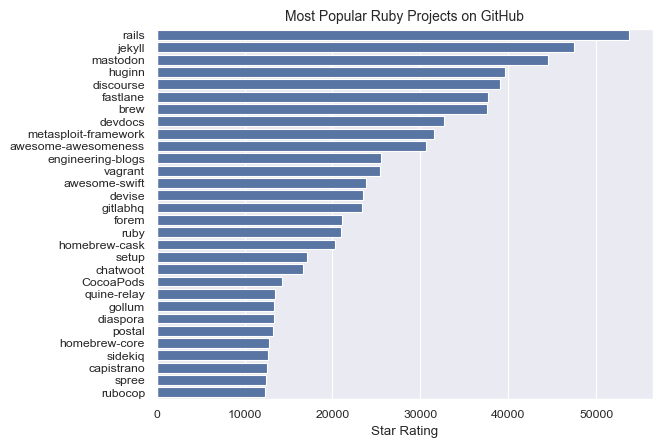 Most Popular Ruby Projects on GitHub
rails
jekyll
mastodon
huginn
discourse
fastlane
brew
devdocs
metasploit-framework
awesome-awesomeness
engineering-blogs
vagrant
awesome-swift
devise
gitlabhq
forem
ruby
homebrew-cask
setup
chatwoot
CocoaPods
quine-relay
gollum
diaspora
postal
homebrew-core
sidekiq
capistrano
spree
rubocop
0 10000 20000 30000 40000 50000
Star Rating